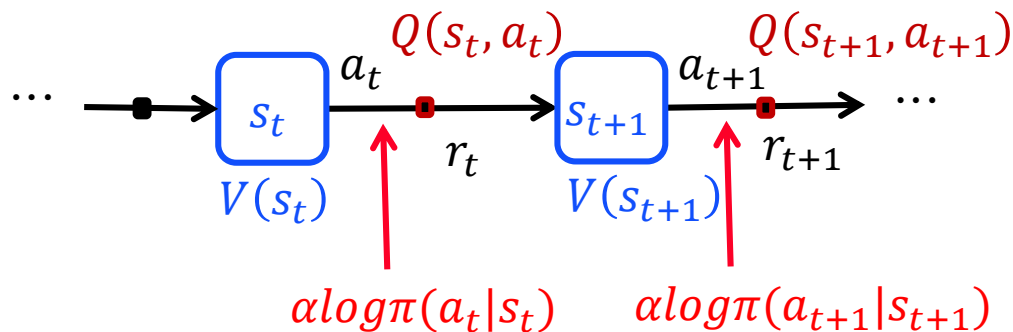 Q(s_t, a_t) Q(s_{t+1}, a_{t+1})
a_t a_{t+1}
… s_t s_{t+1} …
r_t r_{t+1}
V(s_t) V(s_{t+1})
αlogπ(a_t|s_t) αlogπ(a_{t+1}|s_{t+1})